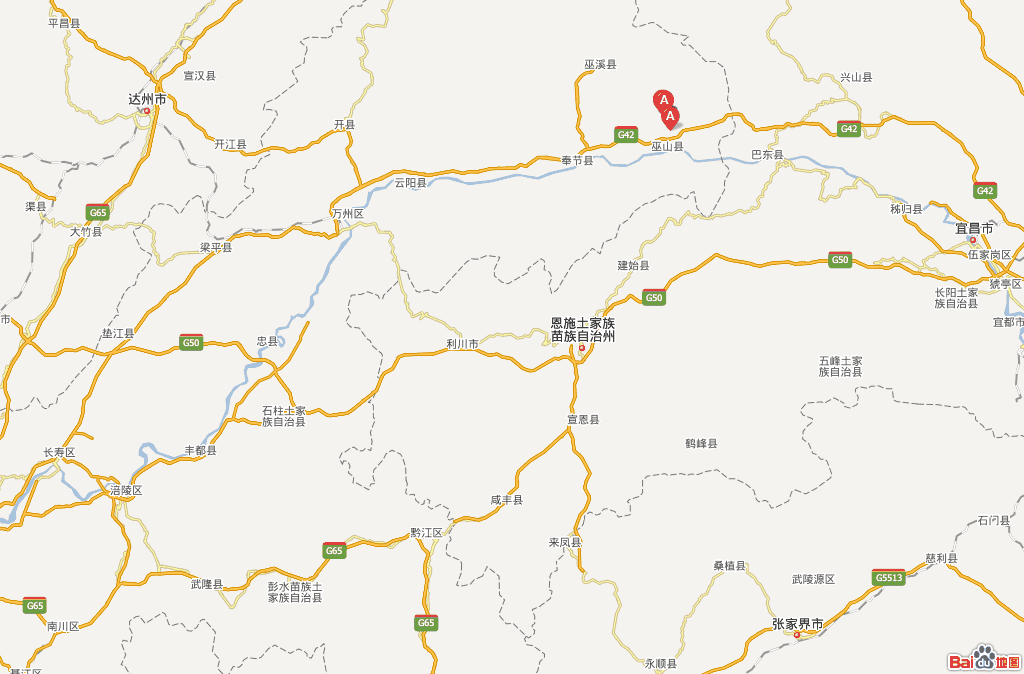 平昌县
宣汉县
达州市
巫溪县
兴山县
A
A
开县
开江县
G42
G42
巫山县
奉节县
巴东县
云阳县
G42
渠县
G65
万州区
秭归县
大竹县
宜昌市
梁平县
伍家岗区
建始县
G50
猇亭区
长阳土家
族自治县
G50
市
宜都市
恩施土家族
苗族自治州
垫江县
G50
忠县
利川市
五峰土家
族自治县
石柱土家
族自治县
宣恩县
鹤峰县
长寿区
丰都县
涪陵区
咸丰县
石门县
黔江区
来凤县
G65
慈利县
桑植县
武陵源区
G5513
武隆县
彭水苗族土
家族自治县
G65
南川区
G65
张家界市
永顺县
Bai du 地图
綦江区